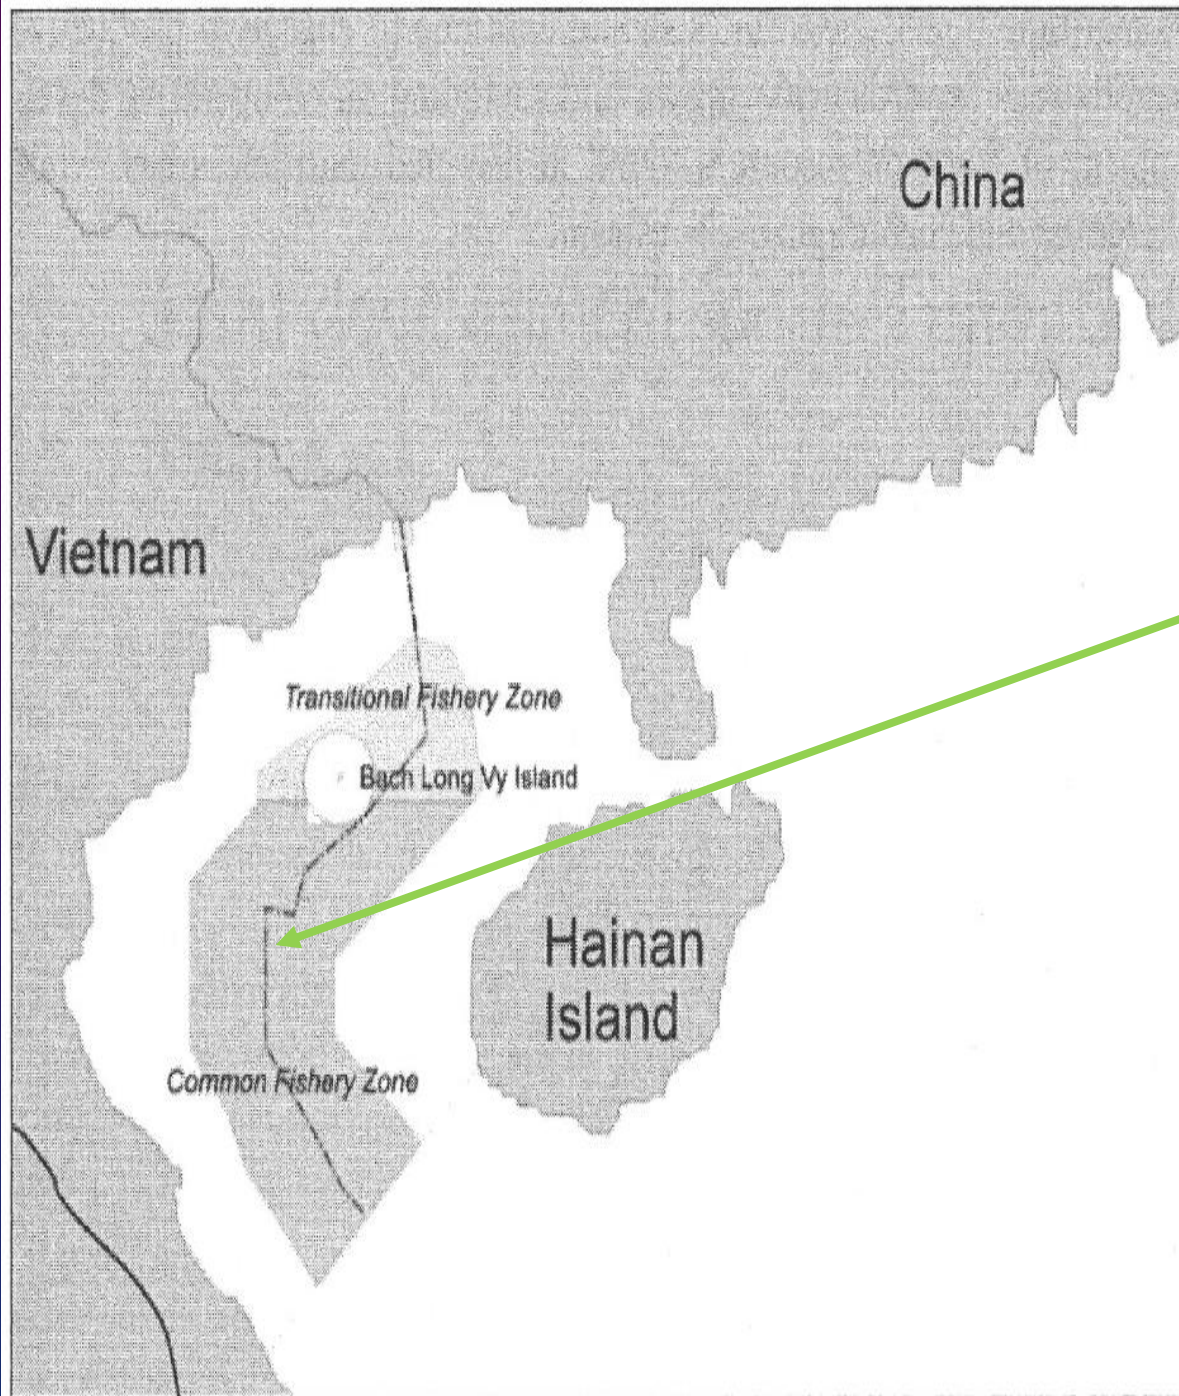 China
Vietnam
Transitional Fishery Zone
Bach Long Vy Island
Hainan
Island
Common Fishery Zone